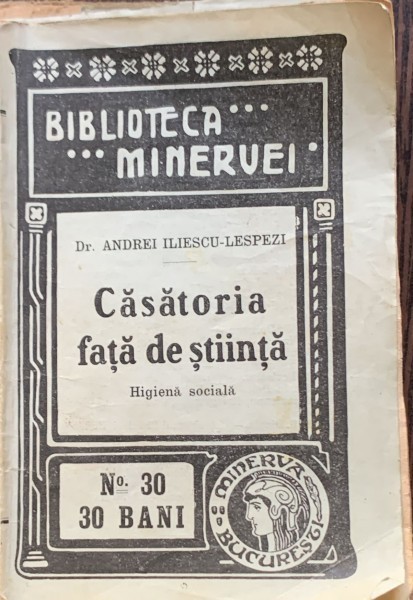 BIBLIOTECA ...
... MINERVEI .
Dr. ANDREI ILIESCU-LESPEZI
Căsătoria
față de știință
Higienă socială
No. 30
30 BANI
MINERVA
BUCUREȘTI